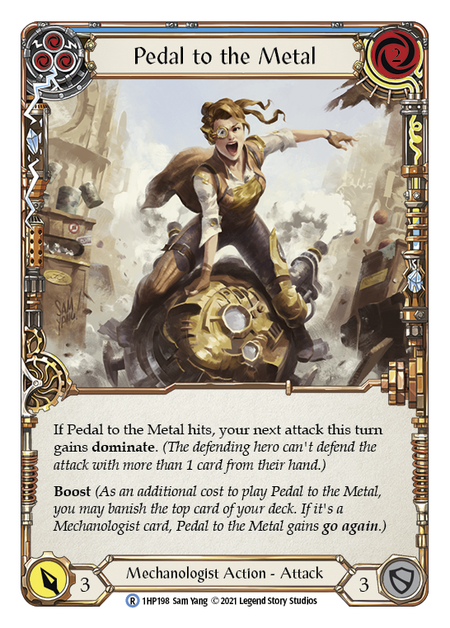 Pedal to the Metal
2
SAM
YANG
If Pedal to the Metal hits, your next attack this turn
gains dominate. (The defending hero can't defend the
attack with more than 1 card from their hand.)
Boost (As an additional cost to play Pedal to the Metal,
you may banish the top card of your deck. If it's a
Mechanologist card, Pedal to the Metal gains go again.)
3
Mechanologist Action - Attack
3
R 1HP198 Sam Yang © 2021 Legend Story Studios